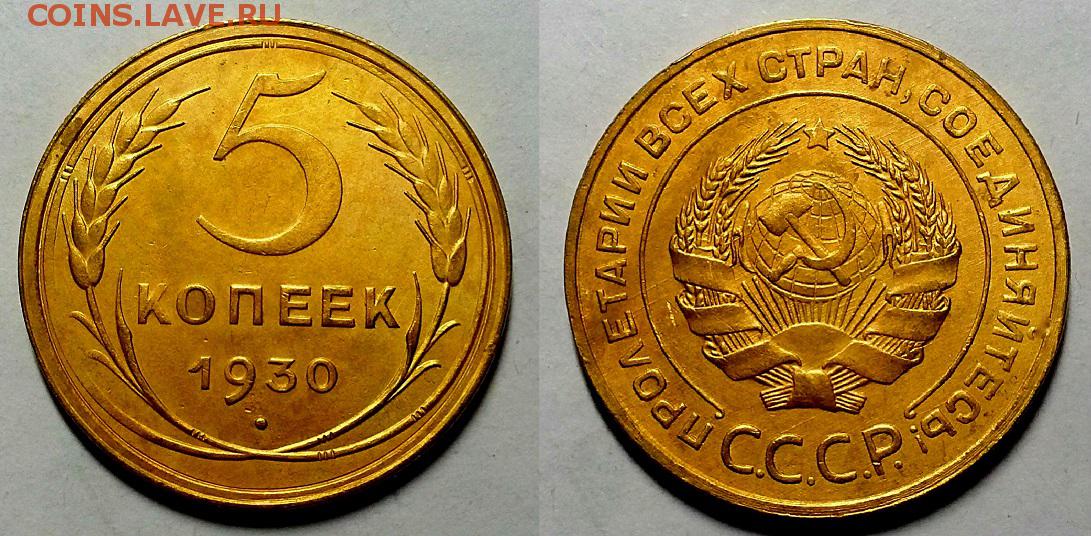 COINS.LAVE.RU
5
КОПЕЕК
1930
ПРОЛЕТАРИИ ВСЕХ СТРАН, СОЕДИНЯЙТЕСЬ!
С.С.С.Р.